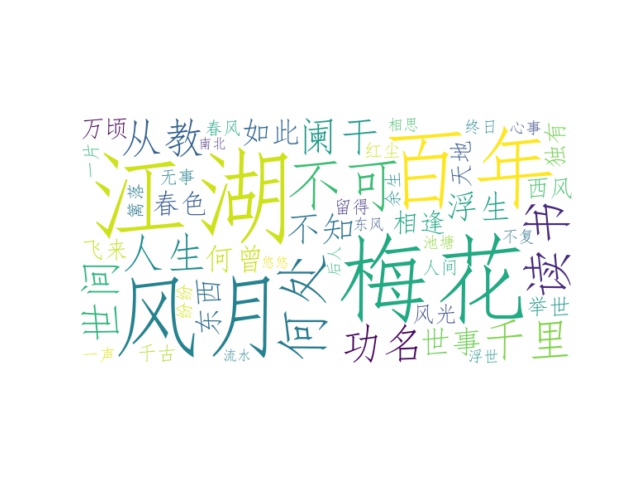 万顷
从教
春风
南北
如此
阑干
相思
红尘
百年
终日
心事
独有
一片
江湖
无事
篱落
春色
不可
余生
天地
西风
留得
东风
不知
相逢
浮生
读书
飞来
人生
何曾
悠悠
后人
池塘
不复
世间
风月
纷纷
东西
何处
梅花
人间
风光
举世
一声
千古
流水
功名
世事
浮世
千里